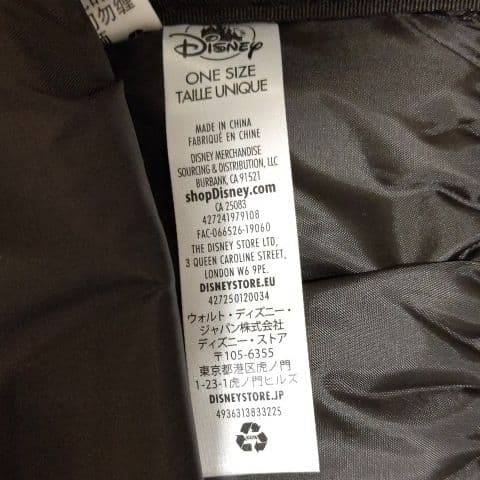 勿缠
Disney
ONE SIZE
TAILLE UNIQUE
MADE IN CHINA
FABRIQUÉ EN CHINE
DISNEY MERCHANDISE
SOURCING & DISTRIBUTION, LLC
BURBANK, CA 91521
shopDisney.com
CA 25083
427241979108
FAC-066526-19060
THE DISNEY STORE LTD,
3 QUEEN CAROLINE STREET,
LONDON W6 9PE.
DISNEYSTORE.EU
427250120034
ウォルト・ディズニー・
ジャパン株式会社
ディズニー・ストア
〒105-6355
東京都港区虎ノ門
1-23-1虎ノ門ヒルズ
DISNEYSTORE.JP
4936313833225